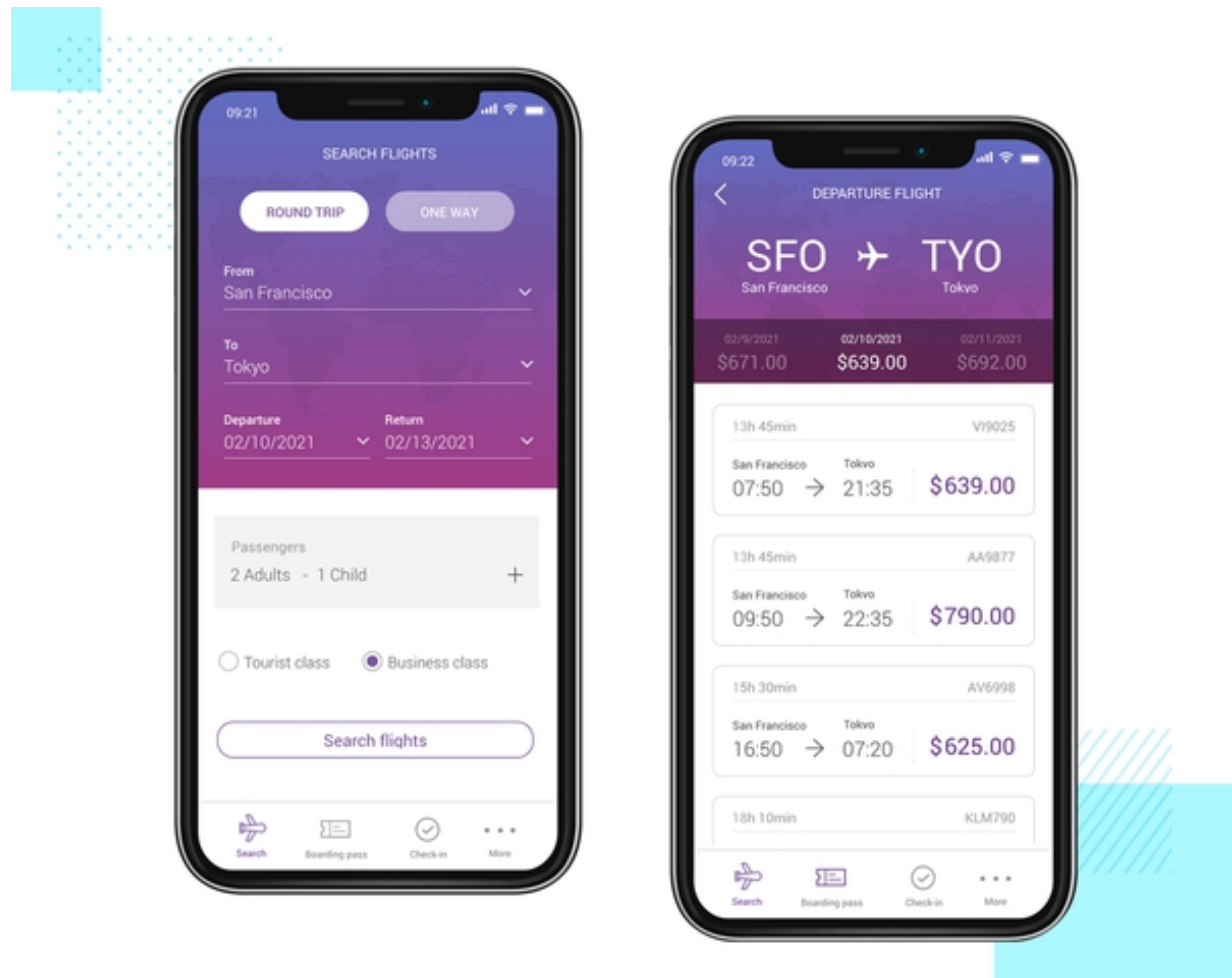 09:21
SEARCH FLIGHTS
ROUND TRIP
ONE WAY
From
San Francisco
To
Tokyo
Departure
Return
02/10/2021
02/13/2021
Passengers
2 Adults - 1 Child
+
Tourist class
Business class
Search flights
Search
Boarding pass
Check-in
More
09:22
DEPARTURE FLIGHT
SFO
TYO
San Francisco
Tokyo
02/9/2021
02/10/2021
02/11/2021
$671.00
$639.00
$692.00
13h 45min
VI9025
San Francisco
Tokyo
07:50 → 21:35
$639.00
13h 45min
AA9877
San Francisco
Tokyo
09:50 → 22:35
$790.00
15h 30min
AV6998
San Francisco
Tokyo
16:50 → 07:20
$625.00
18h 10min
KLM790
Search
Boarding pass
Check-in
More